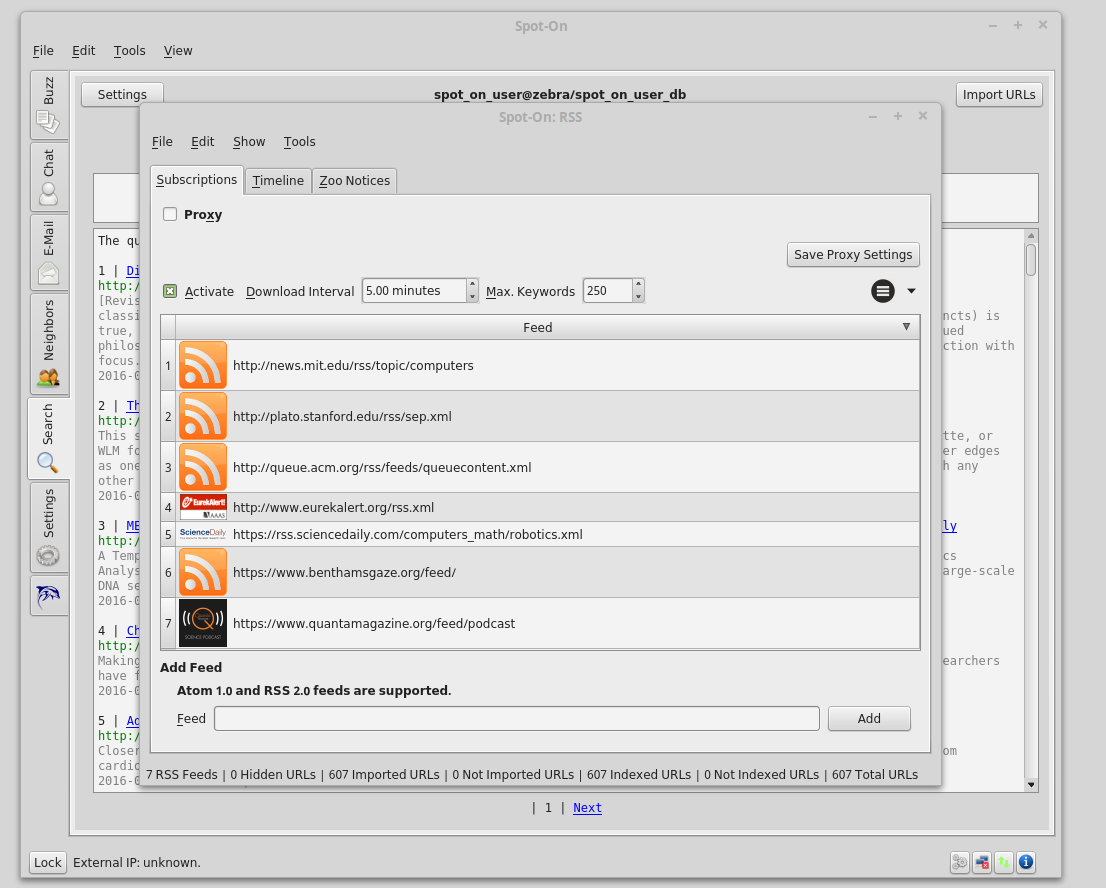 Spot-On
File Edit Tools View
Buzz
Chat
E-Mail
Neighbors
Search
Settings
Settings
spot_on_user@zebra/spot_on_user_db
Import URLs
Spot-On: RSS
File Edit Show Tools
Subscriptions Timeline Zoo Notices
Proxy
Save Proxy Settings
Activate Download Interval 5.00 minutes Max. Keywords 250
Feed
1 http://news.mit.edu/rss/topic/computers
2 http://plato.stanford.edu/rss/sep.xml
3 http://queue.acm.org/rss/feeds/queuecontent.xml
4 EurekAlert! AAAS http://www.eurekalert.org/rss.xml
5 ScienceDaily https://rss.sciencedaily.com/computers_math/robotics.xml
6 https://www.benthamsgaze.org/feed/
7 SCIENCE PODCAST https://www.quantamagazine.org/feed/podcast
Add Feed
Atom 1.0 and RSS 2.0 feeds are supported.
Feed Add
7 RSS Feeds | 0 Hidden URLs | 607 Imported URLs | 0 Not Imported URLs | 607 Indexed URLs | 0 Not Indexed URLs | 607 Total URLs
The qu
1 | Di
http:/
[Revis
classi ncts) is
true, ued
philos ction with
focus.
2016-0
2 | Th
http:/
This s tte, or
WLM fo er edges
as one h any
other
2016-0
3 | ME ly
http:/
A Temp cs
Analys arge-scale
DNA se
2016-0
4 | Ch
http:/
Making earchers
have f
2016-0
5 | Ad
http:/
Closer om
cardio
2016-0
| 1 | Next
Lock External IP: unknown.